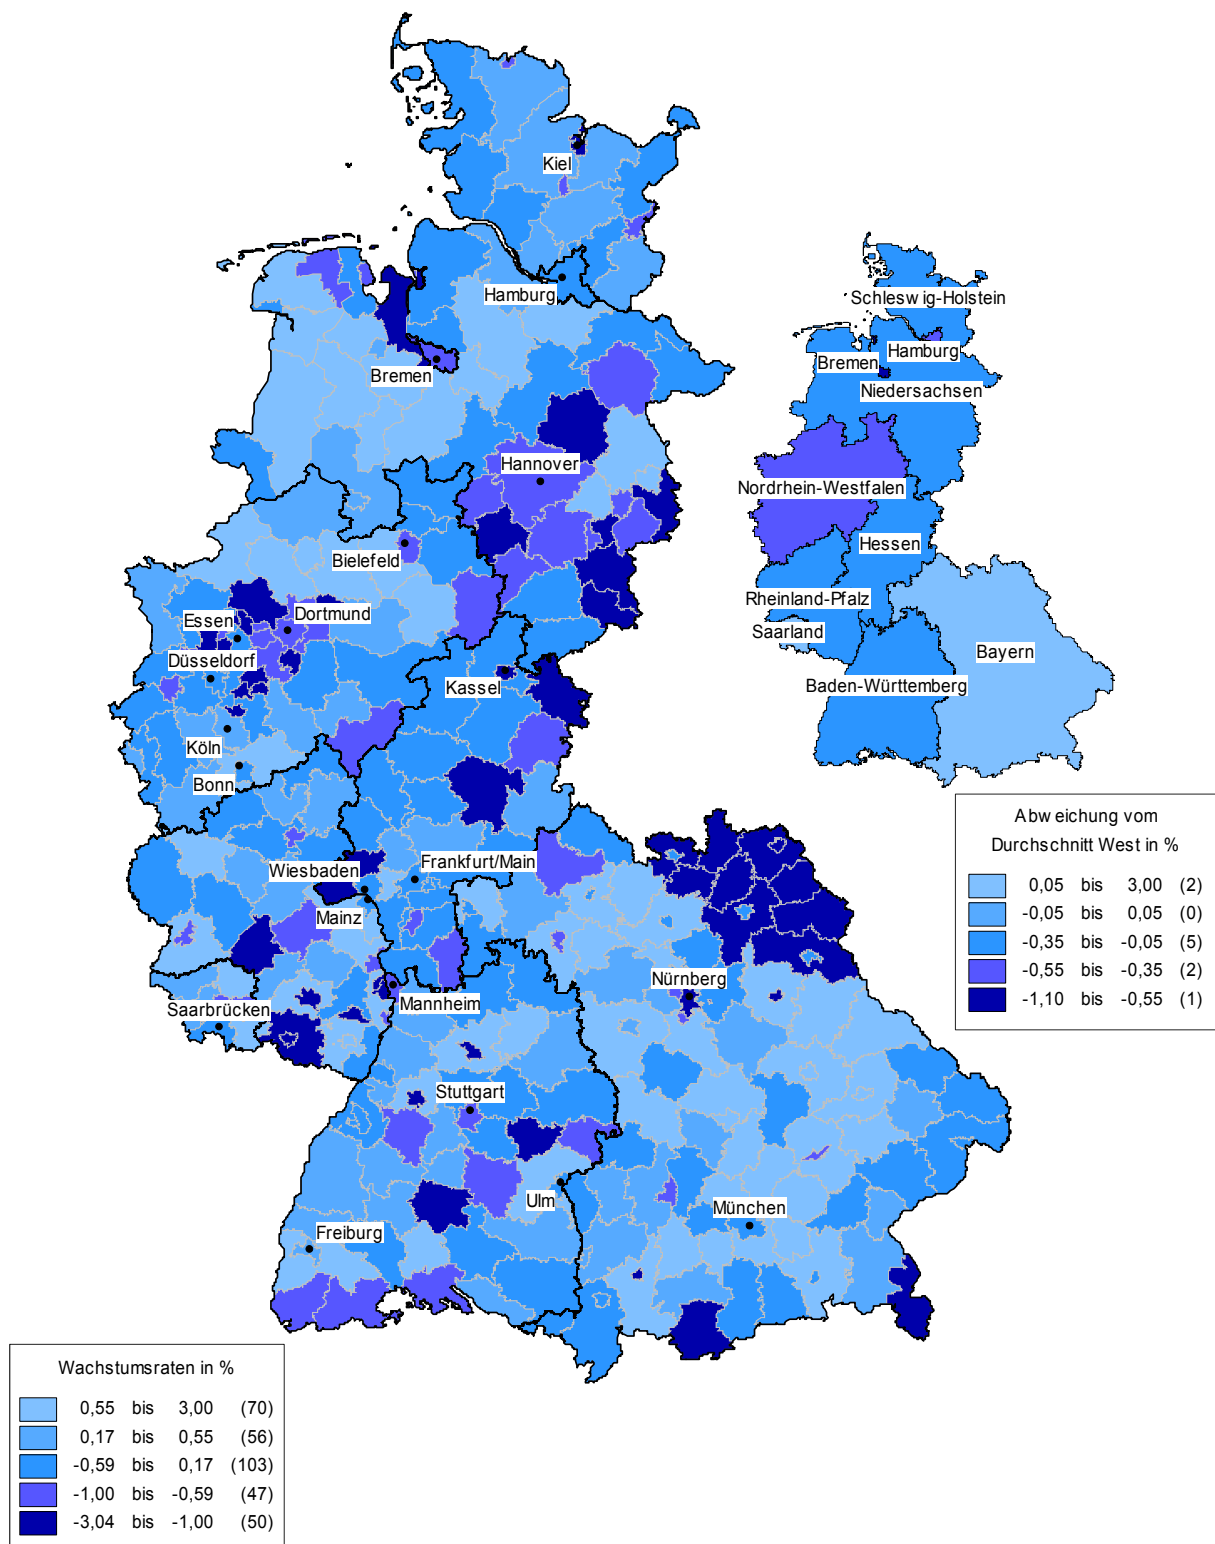 Kiel
Hamburg
Bremen
Hannover
Bielefeld
Essen
Dortmund
Düsseldorf
Kassel
Köln
Bonn
Wiesbaden
Frankfurt/Main
Mainz
Mannheim
Saarbrücken
Nürnberg
Stuttgart
Ulm
München
Freiburg
Schleswig-Holstein
Hamburg
Bremen
Niedersachsen
Nordrhein-Westfalen
Hessen
Rheinland-Pfalz
Saarland
Bayern
Baden-Württemberg
Abweichung vom
Durchschnitt West in %
0,05 bis 3,00 (2)
-0,05 bis 0,05 (0)
-0,35 bis -0,05 (5)
-0,55 bis -0,35 (2)
-1,10 bis -0,55 (1)
Wachstumsraten in %
0,55 bis 3,00 (70)
0,17 bis 0,55 (56)
-0,59 bis 0,17 (103)
-1,00 bis -0,59 (47)
-3,04 bis -1,00 (50)